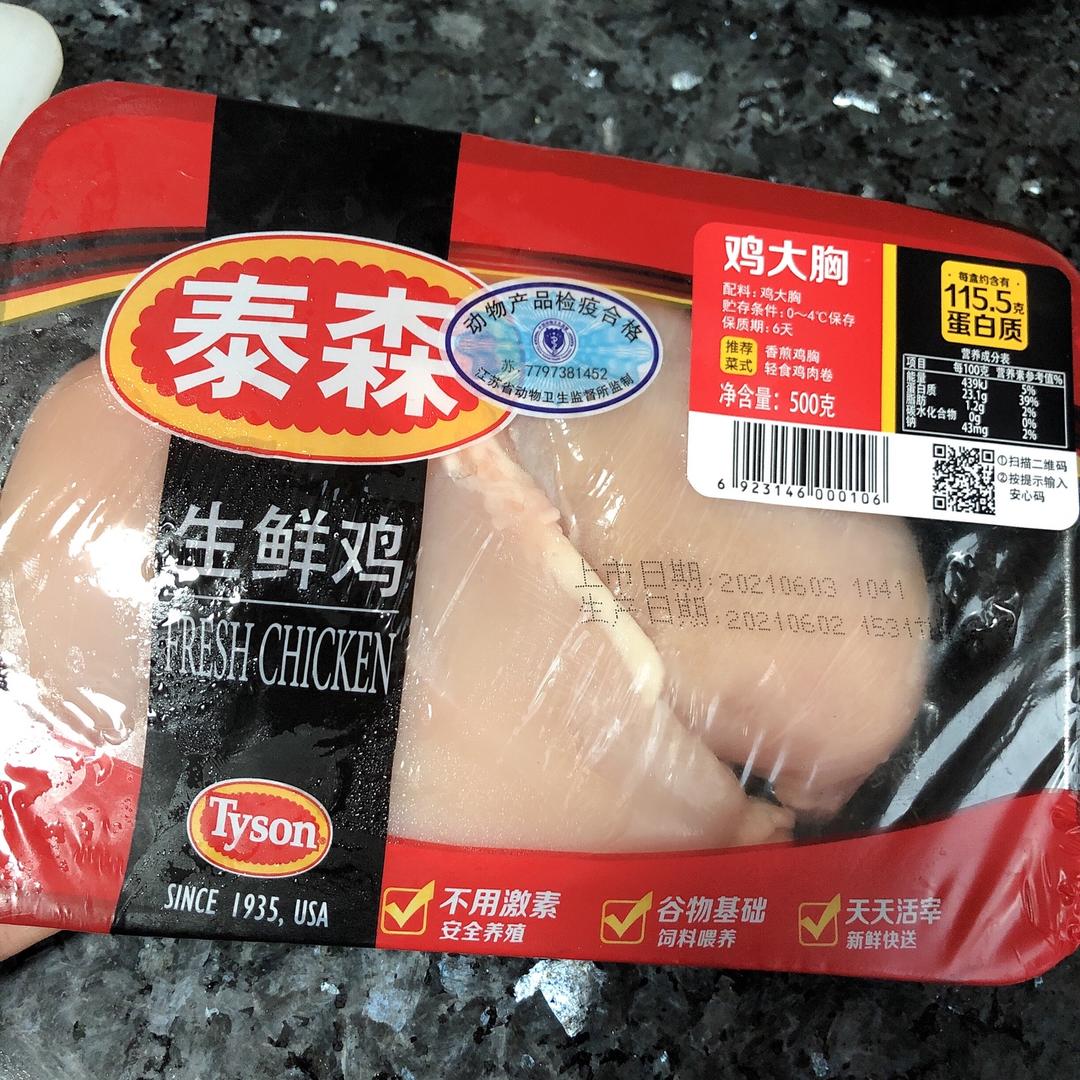 泰森
动物产品检疫合格
苏·7797381452
江苏省动物卫生监督所监制
生鲜鸡
FRESH CHICKEN
Tyson
SINCE 1935, USA
鸡大胸
配料:鸡大胸
贮存条件:0~4℃保存
保质期:6天
推荐
菜式
香煎鸡胸
轻食鸡肉卷
净含量:500克
每盒约含有
115.5克
蛋白质
营养成分表
项目 每100克 营养素参考值%
能量 439kJ 5%
蛋白质 23.1g 39%
脂肪 1.2g 2%
碳水化合物 0g 0%
钠 43mg 2%
6 923146 000106
①扫描二维码
②按提示输入
安心码
上市日期:20210603 1041
生产日期:20210602
不用激素
安全养殖
谷物基础
饲料喂养
天天活宰
新鲜快送